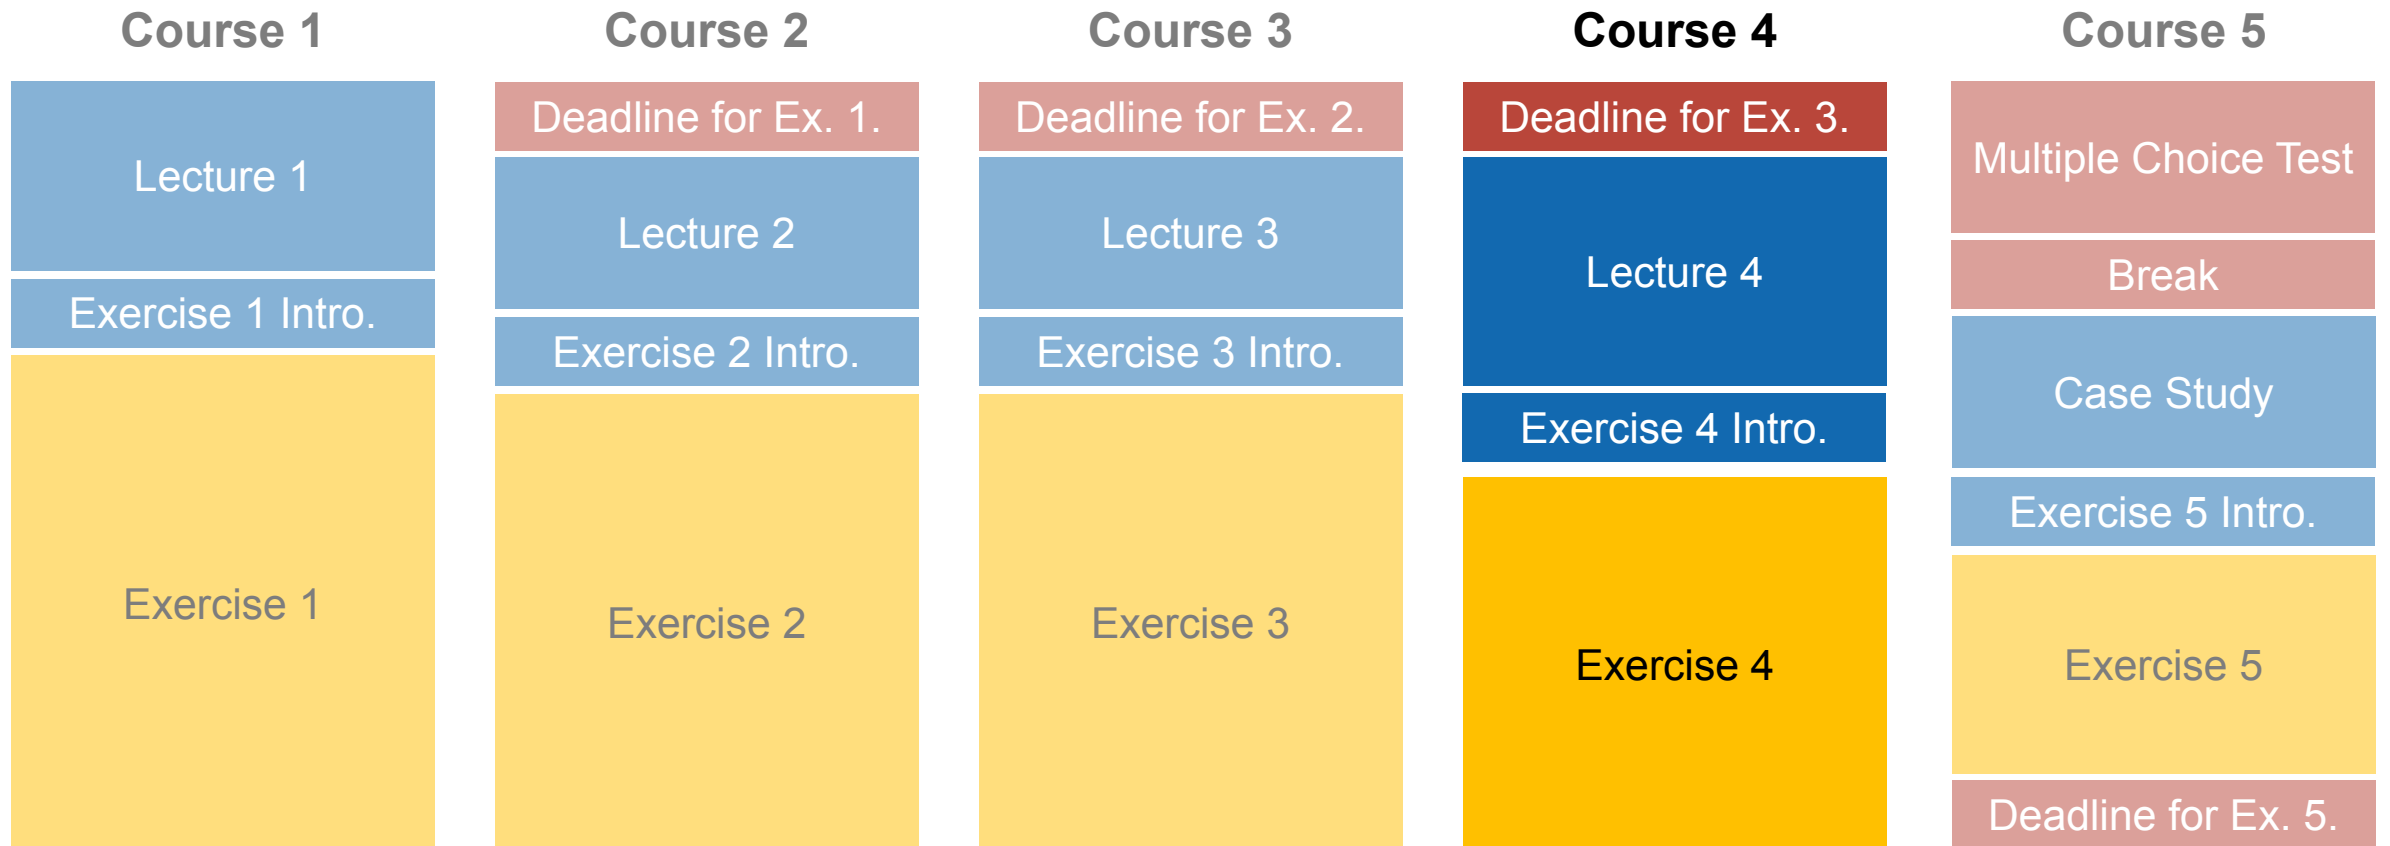 Course 1
Lecture 1
Exercise 1 Intro.
Exercise 1
Course 2
Deadline for Ex. 1.
Lecture 2
Exercise 2 Intro.
Exercise 2
Course 3
Deadline for Ex. 2.
Lecture 3
Exercise 3 Intro.
Exercise 3
Course 4
Deadline for Ex. 3.
Lecture 4
Exercise 4 Intro.
Exercise 4
Course 5
Multiple Choice Test
Break
Case Study
Exercise 5 Intro.
Exercise 5
Deadline for Ex. 5.